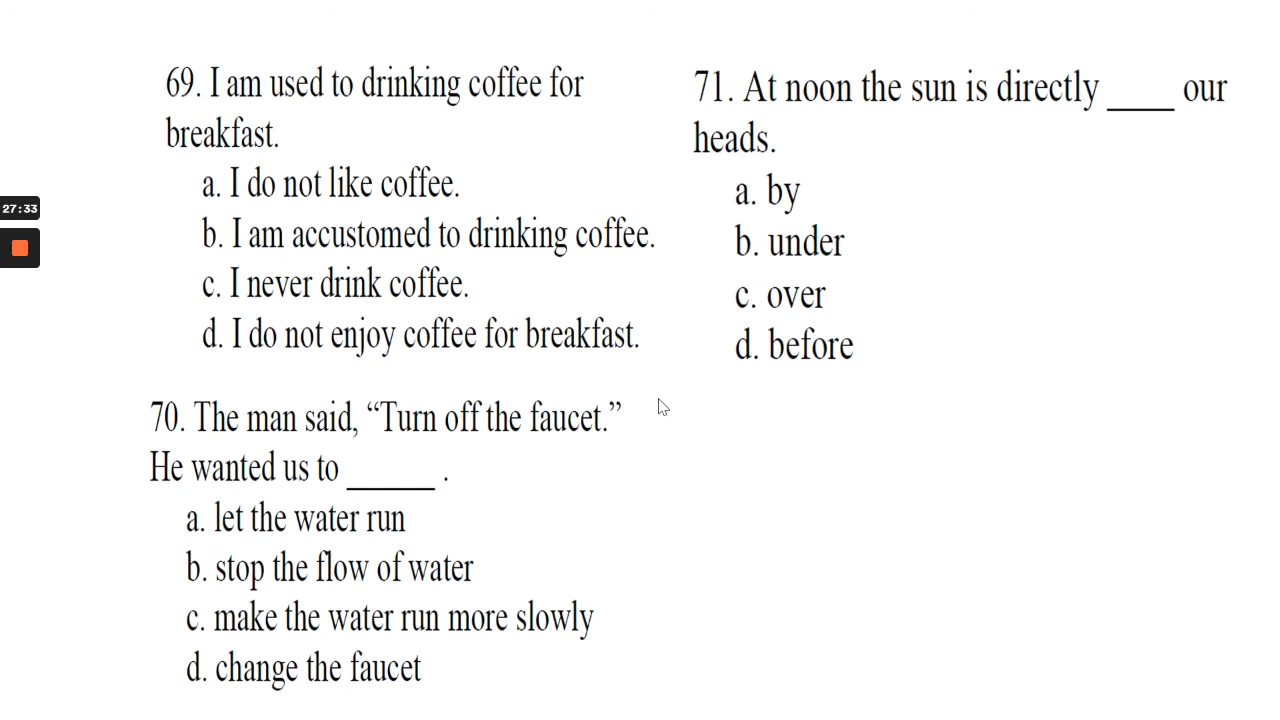 69. I am used to drinking coffee for
breakfast.
a. I do not like coffee.
b. I am accustomed to drinking coffee.
c. I never drink coffee.
d. I do not enjoy coffee for breakfast.
70. The man said, “Turn off the faucet.”
He wanted us to ______ .
a. let the water run
b. stop the flow of water
c. make the water run more slowly
d. change the faucet
71. At noon the sun is directly ____ our
heads.
a. by
b. under
c. over
d. before
27:33